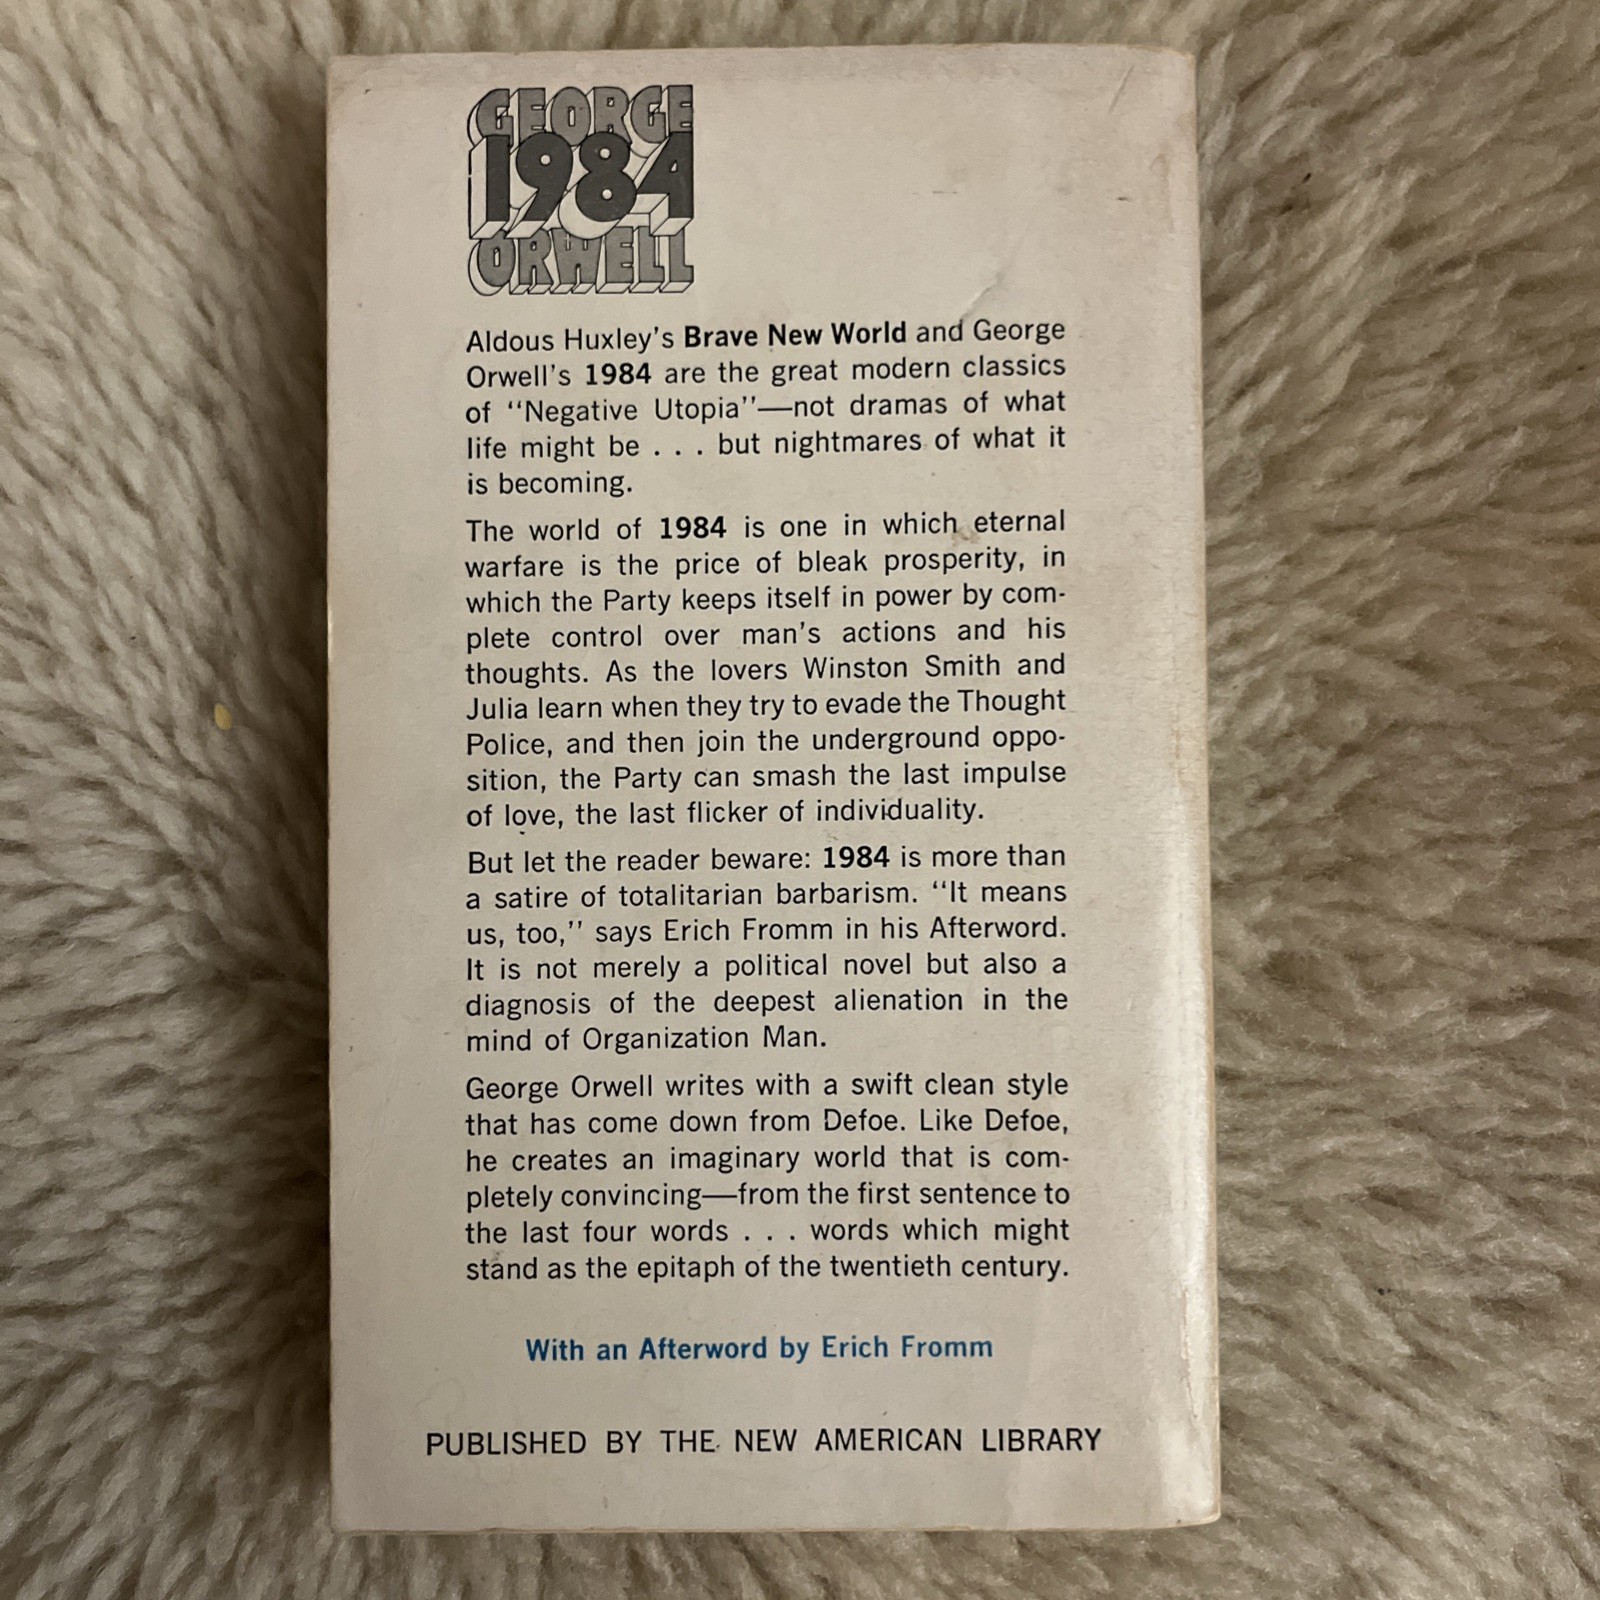 GEORGE
1984
ORWELL
Aldous Huxley's Brave New World and George
Orwell's 1984 are the great modern classics
of "Negative Utopia"—not dramas of what
life might be . . . but nightmares of what it
is becoming.
The world of 1984 is one in which eternal
warfare is the price of bleak prosperity, in
which the Party keeps itself in power by com-
plete control over man's actions and his
thoughts. As the lovers Winston Smith and
Julia learn when they try to evade the Thought
Police, and then join the underground oppo-
sition, the Party can smash the last impulse
of love, the last flicker of individuality.
But let the reader beware: 1984 is more than
a satire of totalitarian barbarism. "It means
us, too," says Erich Fromm in his Afterword.
It is not merely a political novel but also a
diagnosis of the deepest alienation in the
mind of Organization Man.
George Orwell writes with a swift clean style
that has come down from Defoe. Like Defoe,
he creates an imaginary world that is com-
pletely convincing—from the first sentence to
the last four words . . . words which might
stand as the epitaph of the twentieth century.
With an Afterword by Erich Fromm
PUBLISHED BY THE NEW AMERICAN LIBRARY